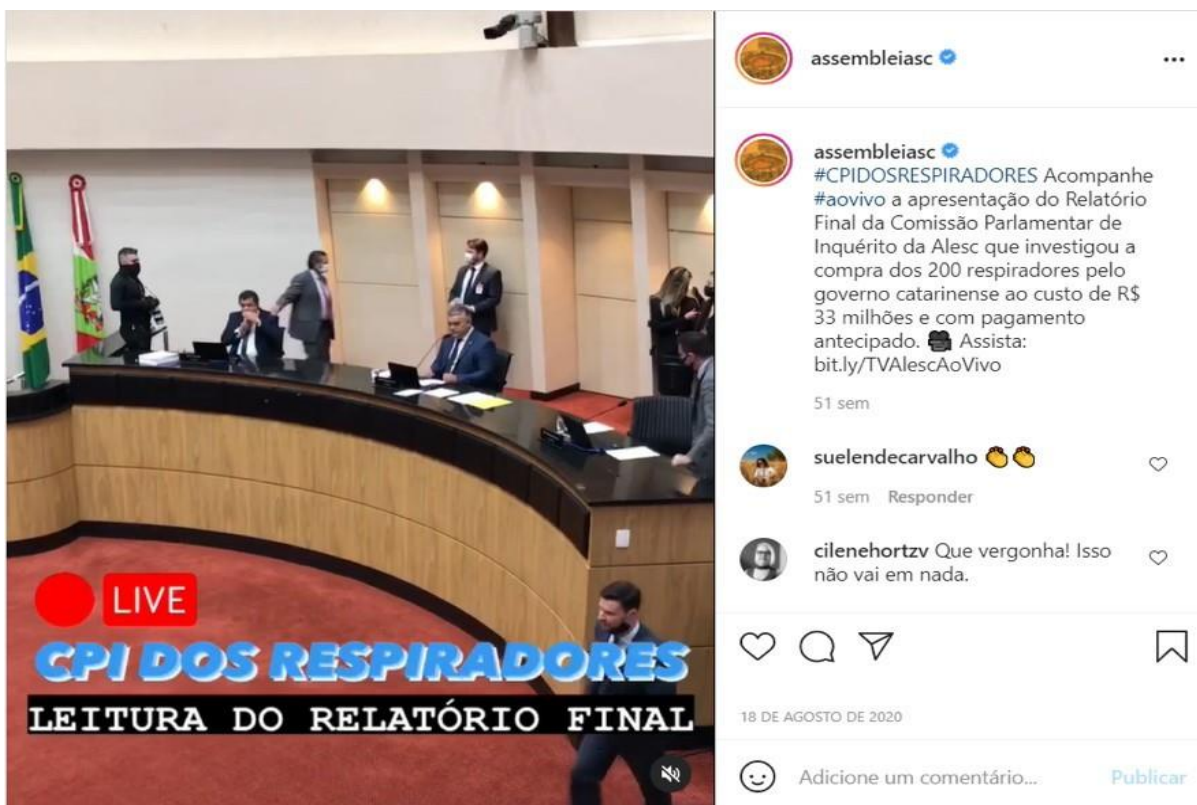 assembleiasc
assembleiasc
#CPIDOSRESPIRADORES Acompanhe
#aovivo a apresentação do Relatório
Final da Comissão Parlamentar de
Inquérito da Alesc que investigou a
compra dos 200 respiradores pelo
governo catarinense ao custo de R$
33 milhões e com pagamento
antecipado. 🎥 Assista:
bit.ly/TVAlescAoVivo
51 sem
suelendecarvalho 👏👏
51 sem Responder
cilenehortzv Que vergonha! Isso
não vai em nada.
18 DE AGOSTO DE 2020
Adicione um comentário... Publicar
LIVE
CPI DOS RESPIRADORES
LEITURA DO RELATÓRIO FINAL